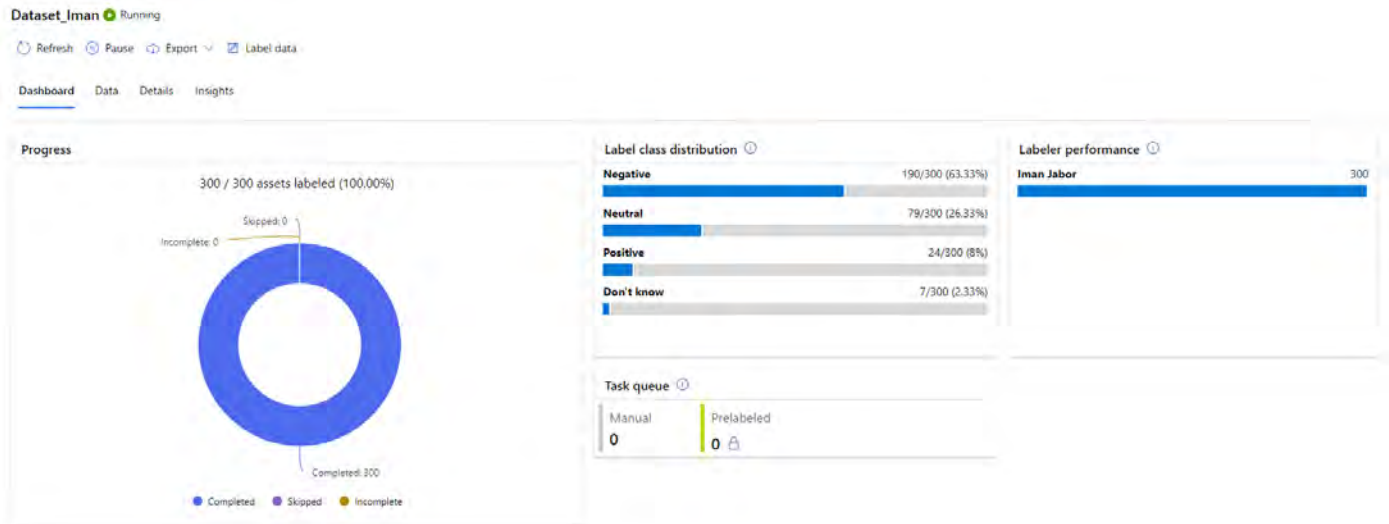 Dataset_Iman Running
Refresh Pause Export Label data
Dashboard Data Details Insights
Progress
300 / 300 assets labeled (100.00%)
Skipped: 0
Incomplete: 0
Completed: 300
Completed Skipped Incomplete
Label class distribution
Negative 190/300 (63.33%)
Neutral 79/300 (26.33%)
Positive 24/300 (8%)
Don't know 7/300 (2.33%)
Labeler performance
Iman Jabor 300
Task queue
Manual Prelabeled
0 0